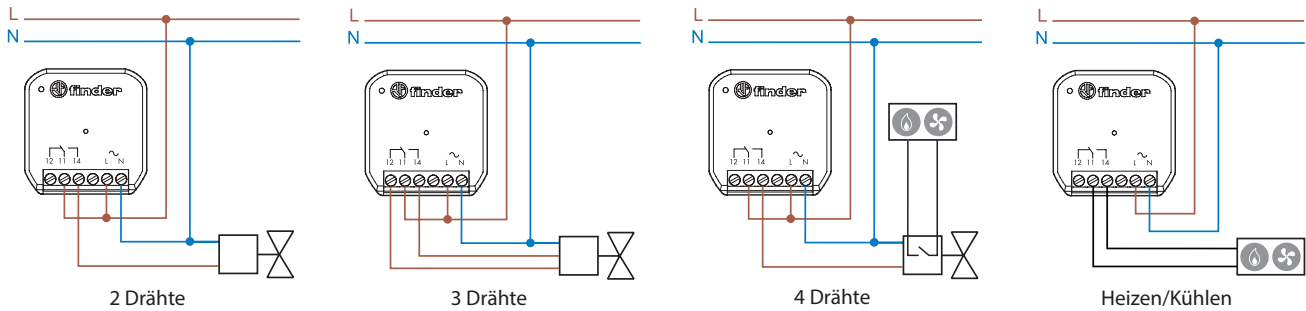 L
N
finder
12 11 14 L N
2 Drähte
L
N
finder
12 11 14 L N
3 Drähte
L
N
finder
12 11 14 L N
4 Drähte
L
N
finder
12 11 14 L N
Heizen/Kühlen